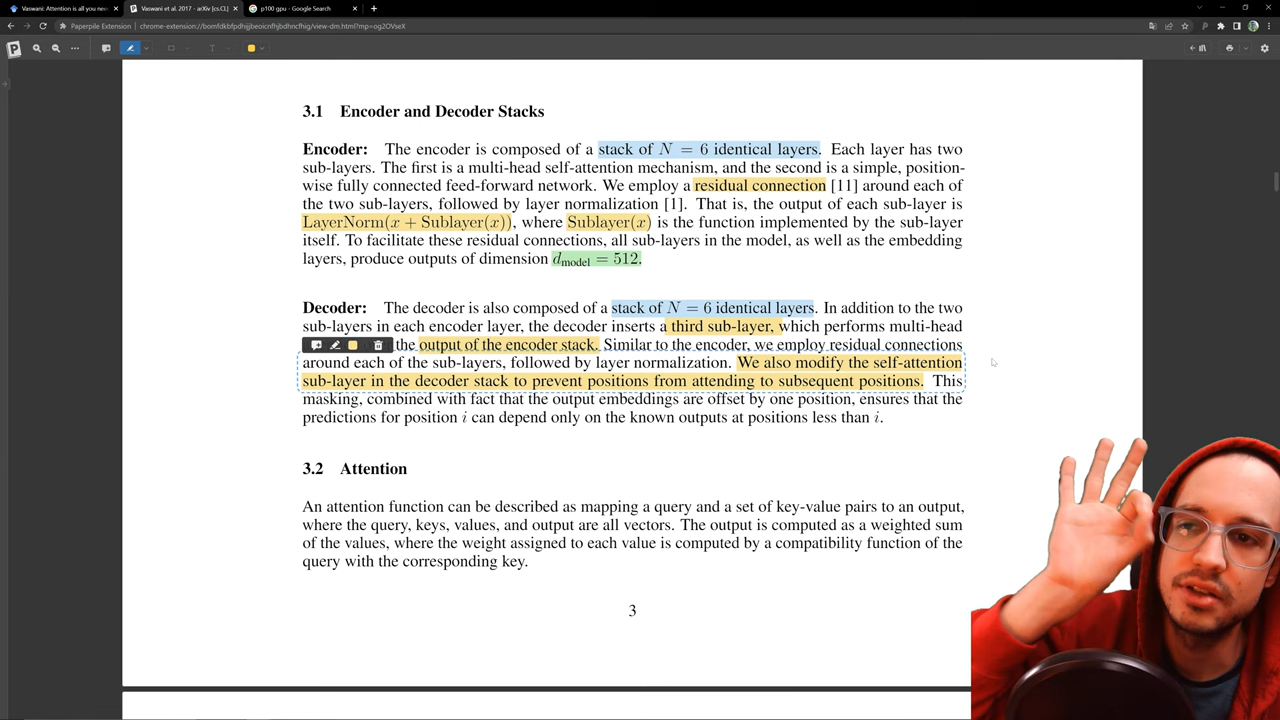 Vaswani: Attention is all you nee
Vaswani et al. 2017 - arXiv [cs.CL]
p100 gpu - Google Search
Paperpile Extension
chrome-extension://bomfdkbfpdhijjbeoicnfhjbdhncfhig/view-dm.html?mp=og2OVseX
3.1 Encoder and Decoder Stacks
Encoder: The encoder is composed of a stack of N = 6 identical layers. Each layer has two
sub-layers. The first is a multi-head self-attention mechanism, and the second is a simple, position-
wise fully connected feed-forward network. We employ a residual connection [11] around each of
the two sub-layers, followed by layer normalization [1]. That is, the output of each sub-layer is
LayerNorm(x + Sublayer(x)), where Sublayer(x) is the function implemented by the sub-layer
itself. To facilitate these residual connections, all sub-layers in the model, as well as the embedding
layers, produce outputs of dimension d_model = 512.
Decoder: The decoder is also composed of a stack of N = 6 identical layers. In addition to the two
sub-layers in each encoder layer, the decoder inserts a third sub-layer, which performs multi-head
the output of the encoder stack. Similar to the encoder, we employ residual connections
around each of the sub-layers, followed by layer normalization. We also modify the self-attention
sub-layer in the decoder stack to prevent positions from attending to subsequent positions. This
masking, combined with fact that the output embeddings are offset by one position, ensures that the
predictions for position i can depend only on the known outputs at positions less than i.
3.2 Attention
An attention function can be described as mapping a query and a set of key-value pairs to an output,
where the query, keys, values, and output are all vectors. The output is computed as a weighted sum
of the values, where the weight assigned to each value is computed by a compatibility function of the
query with the corresponding key.
3